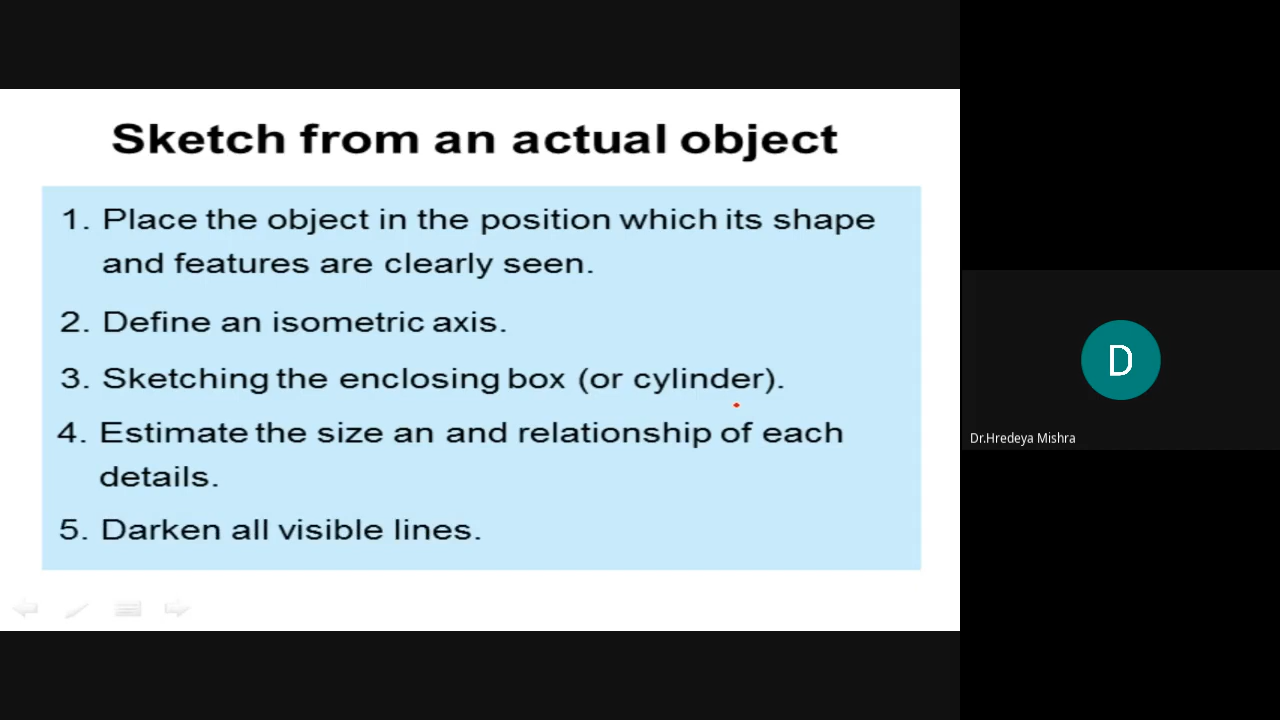 Sketch from an actual object
1. Place the object in the position which its shape
and features are clearly seen.
2. Define an isometric axis.
3. Sketching the enclosing box (or cylinder).
4. Estimate the size an and relationship of each
details.
5. Darken all visible lines.
D
Dr.Hredeya Mishra